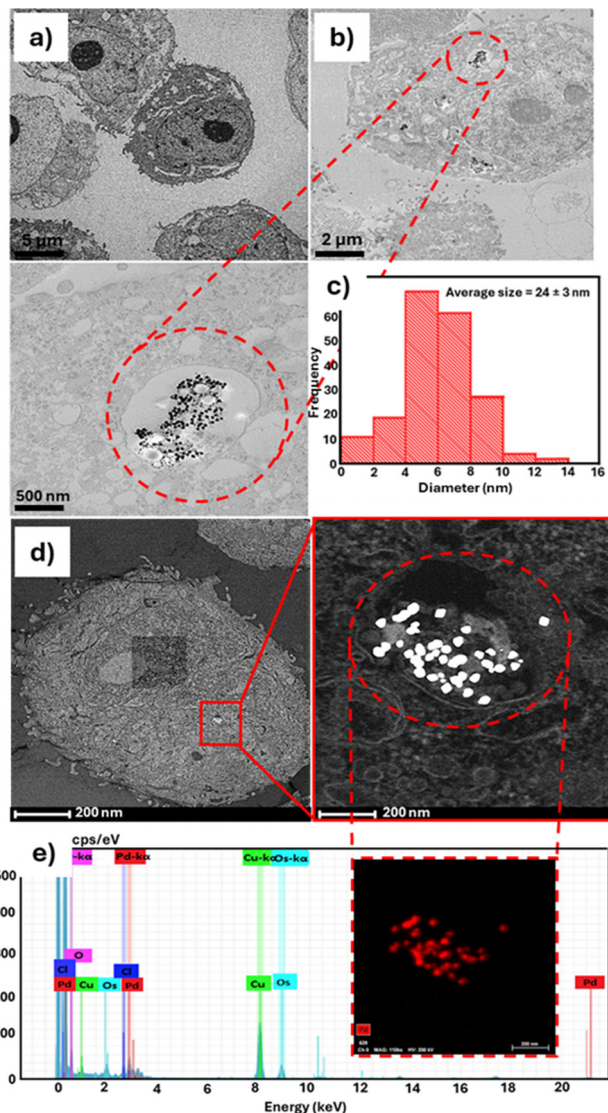 a)
b)
5 µm
2 µm
500 nm
c)
Average size = 24 ± 3 nm
Frequency
60
50
40
30
20
10
0
0 2 4 6 8 10 12 14 16
Diameter (nm)
d)
200 nm
200 nm
e)
cps/eV
-kα Pd-kα Cu-kα Os-kα
O
Cl Cl
Pd Cu Os Pd Cu Os Pd
0
0 2 4 6 8 10 12 14 16 18 20
Energy (keV)
Pd
200 nm